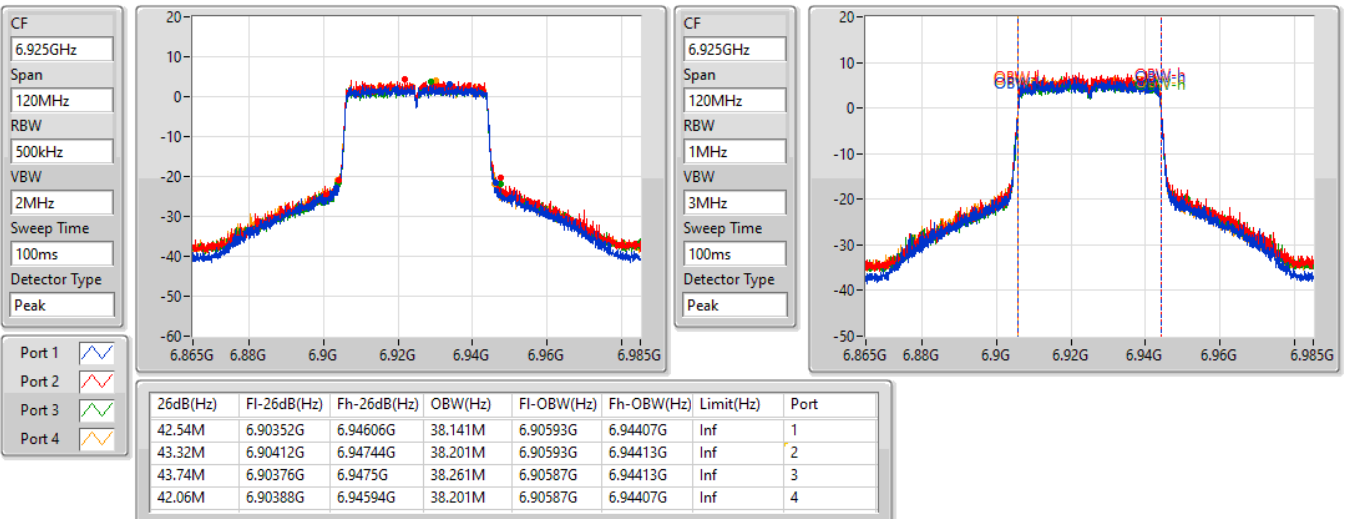 CF
6.925GHz
Span
120MHz
RBW
500kHz
VBW
2MHz
Sweep Time
100ms
Detector Type
Peak
20
10
0
-10
-20
-30
-40
-50
-60
6.865G 6.88G 6.9G 6.92G 6.94G 6.96G 6.985G
CF
6.925GHz
Span
120MHz
RBW
1MHz
VBW
3MHz
Sweep Time
100ms
Detector Type
Peak
20
10
0
-10
-20
-30
-40
-50
OBW-h
OBW-h
6.865G 6.88G 6.9G 6.92G 6.94G 6.96G 6.985G
Port 1
Port 2
Port 3
Port 4
26dB(Hz) Fl-26dB(Hz) Fh-26dB(Hz) OBW(Hz) Fl-OBW(Hz) Fh-OBW(Hz) Limit(Hz) Port
42.54M 6.90352G 6.94606G 38.141M 6.90593G 6.94407G Inf 1
43.32M 6.90412G 6.94744G 38.201M 6.90593G 6.94413G Inf 2
43.74M 6.90376G 6.9475G 38.261M 6.90587G 6.94413G Inf 3
42.06M 6.90388G 6.94594G 38.201M 6.90587G 6.94407G Inf 4